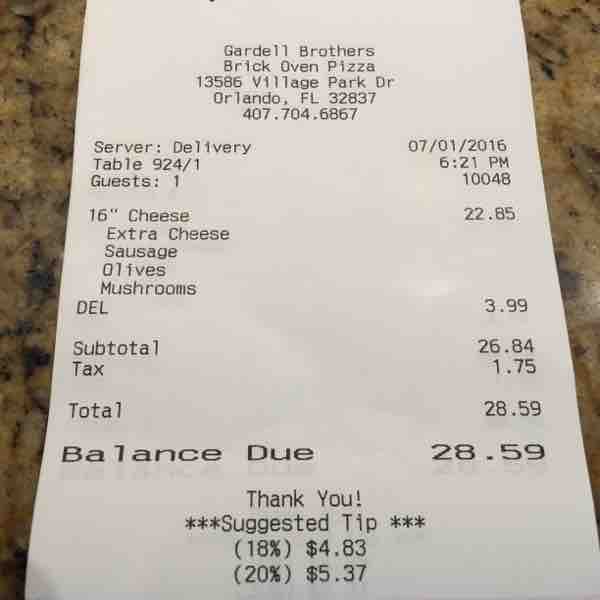 Gardell Brothers
Brick Oven Pizza
13586 Village Park Dr
Orlando, FL 32837
407.704.6867
Server: Delivery 07/01/2016
Table 924/1 6:21 PM
Guests: 1 10048
16" Cheese 22.85
Extra Cheese
Sausage
Olives
Mushrooms
DEL 3.99
Subtotal 26.84
Tax 1.75
Total 28.59
Balance Due 28.59
Thank You!
***Suggested Tip ***
(18%) $4.83
(20%) $5.37